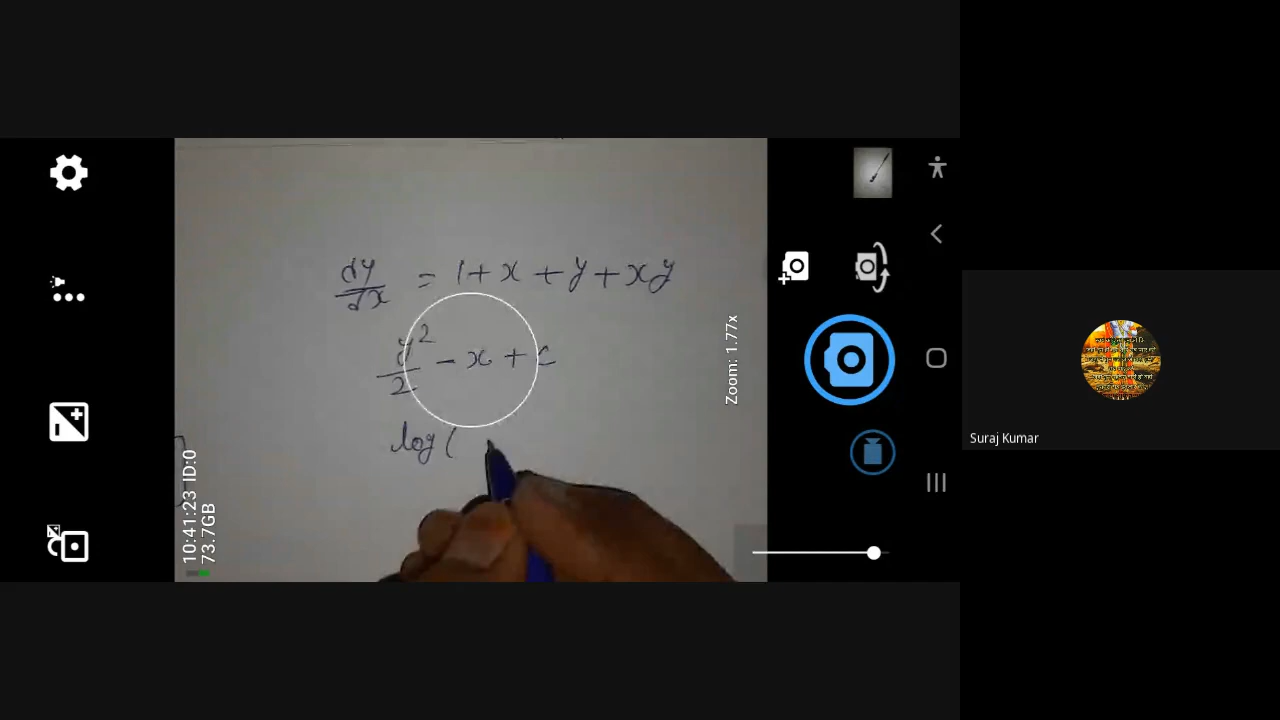 dy/dx = 1 + x + y + xy
y²/2 - x + c
log (
Zoom: 1.77x
10:41:23 ID:0
73.7GB
Suraj Kumar